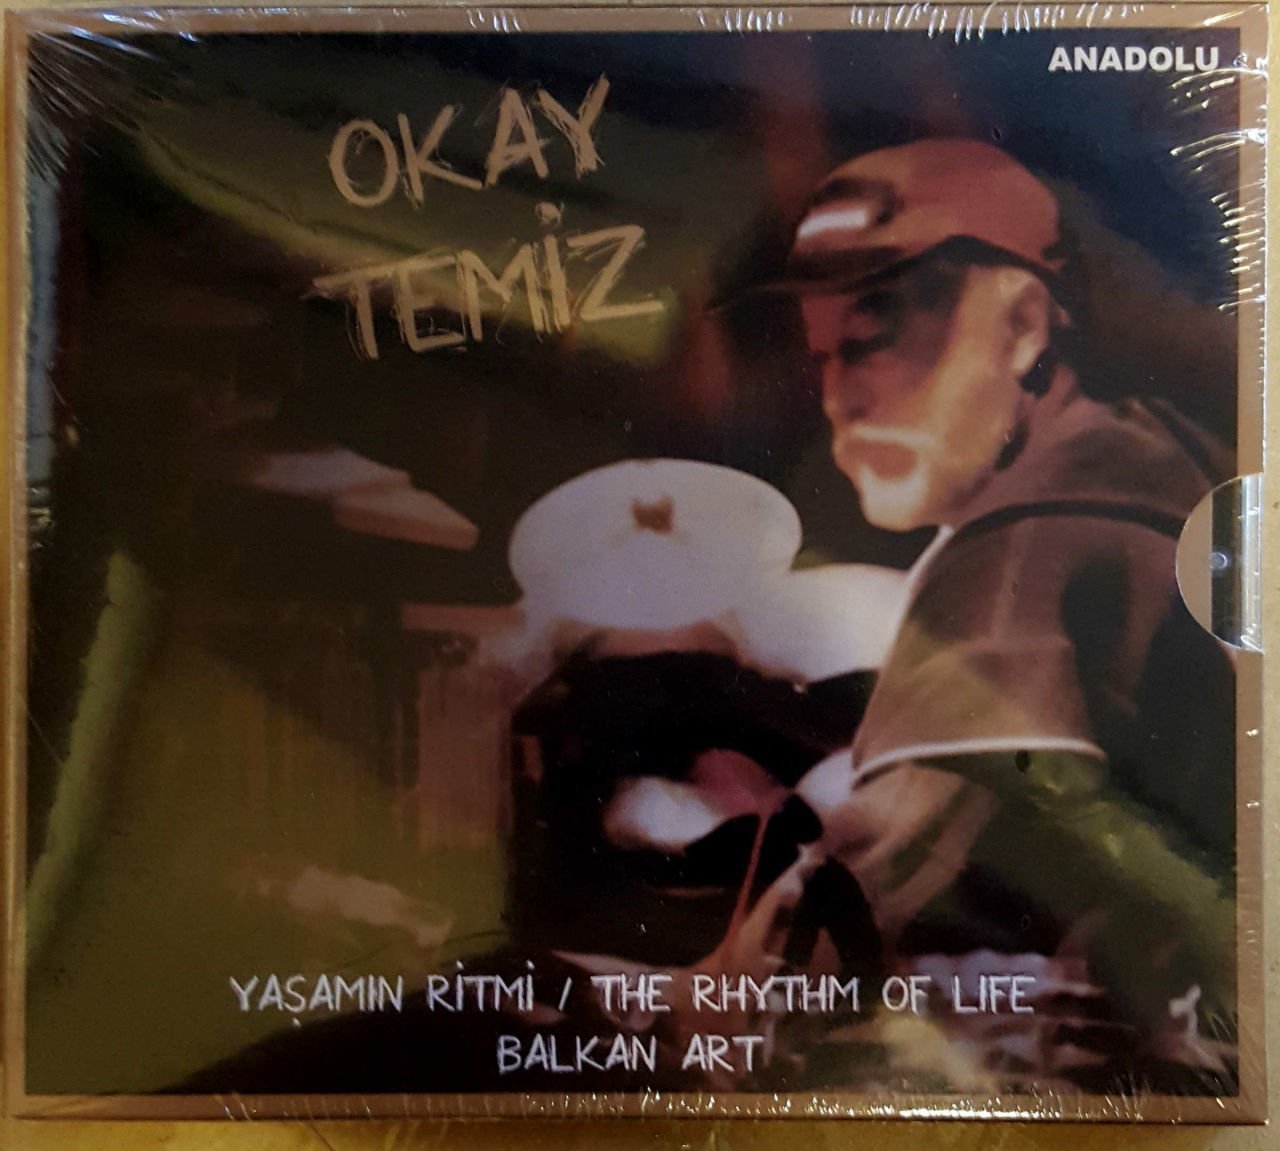 ANADOLU
OKAY
TEMİZ
YAŞAMIN RİTMİ / THE RHYTHM OF LIFE
BALKAN ART